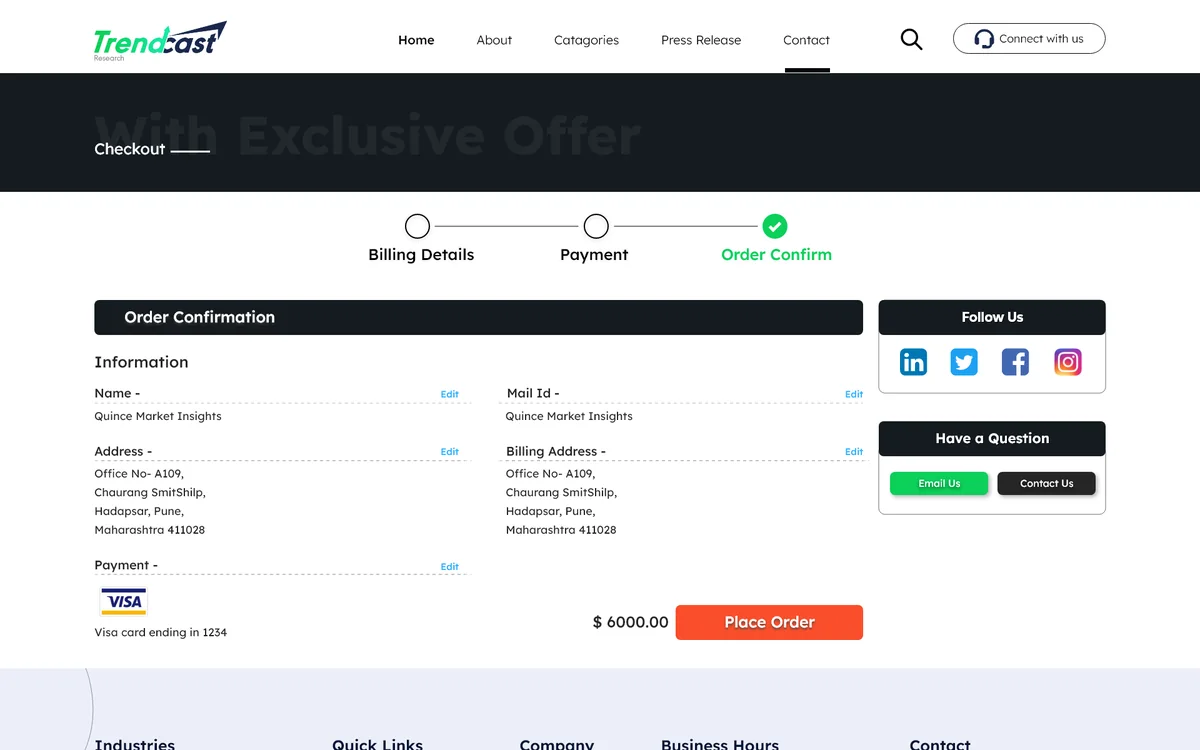 Trendcast
Research
Home
About
Catagories
Press Release
Contact
Connect with us
With Exclusive Offer
Checkout
Billing Details
Payment
Order Confirm
Order Confirmation
Information
Name -
Edit
Quince Market Insights
Mail Id -
Edit
Quince Market Insights
Address -
Edit
Office No- A109,
Chaurang SmitShilp,
Hadapsar, Pune,
Maharashtra 411028
Billing Address -
Edit
Office No- A109,
Chaurang SmitShilp,
Hadapsar, Pune,
Maharashtra 411028
Payment -
Edit
VISA
Visa card ending in 1234
$ 6000.00
Place Order
Follow Us
Have a Question
Email Us
Contact Us
Industries
Quick Links
Company
Business Hours
Contact